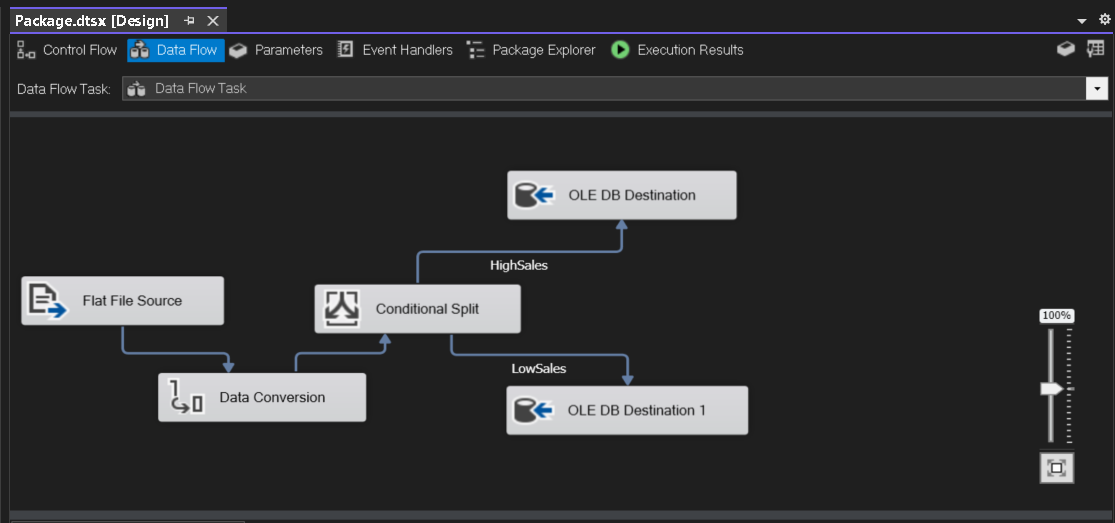 Package.dtsx [Design]
Control Flow Data Flow Parameters Event Handlers Package Explorer Execution Results
Data Flow Task: Data Flow Task
OLE DB Destination
HighSales
Flat File Source
Conditional Split
100%
LowSales
Data Conversion
OLE DB Destination 1